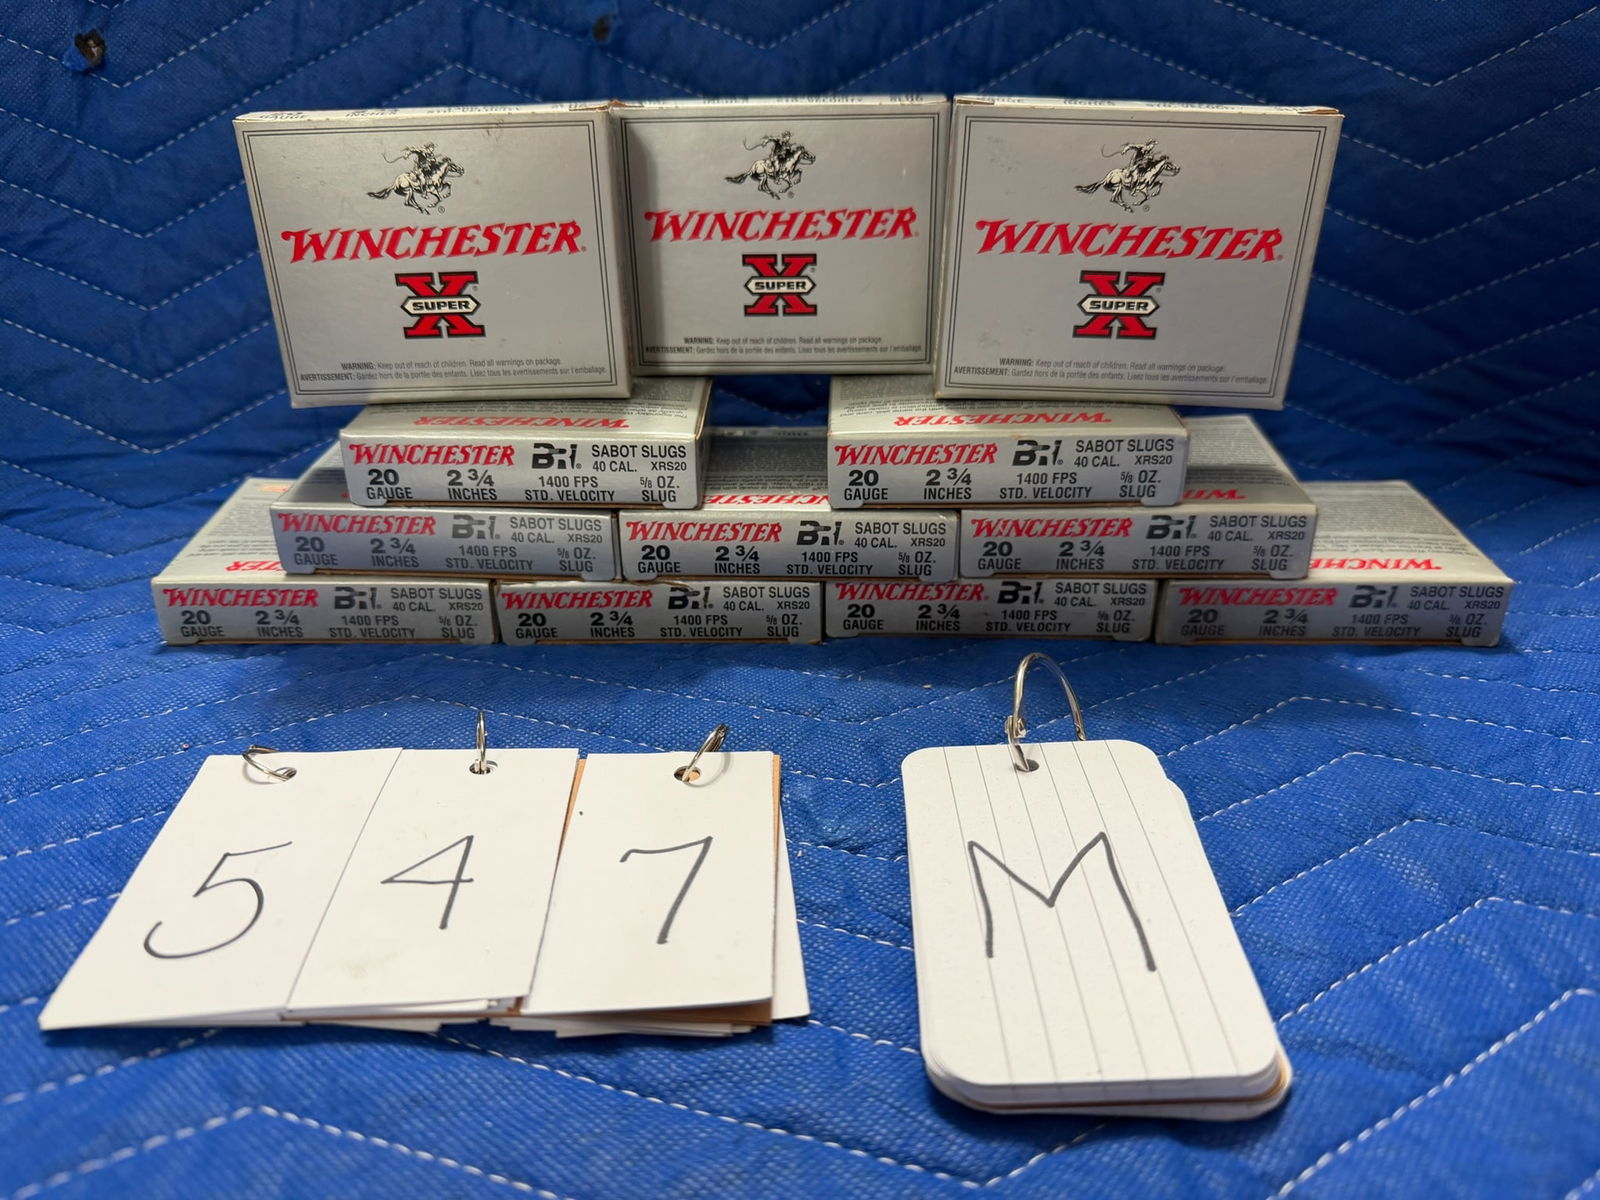 WINCHESTER®
SUPER X
WARNING: Keep out of reach of children. Read all warnings on package.
AVERTISSEMENT: Gardez hors de la portée des enfants. Lisez tous les avertissements sur l'emballage.
WINCHESTER®
SUPER X
WARNING: Keep out of reach of children. Read all warnings on package.
AVERTISSEMENT: Gardez hors de la portée des enfants. Lisez tous les avertissements sur l'emballage.
WINCHESTER®
SUPER X
WARNING: Keep out of reach of children. Read all warnings on package.
AVERTISSEMENT: Gardez hors de la portée des enfants. Lisez tous les avertissements sur l'emballage.
WINCHESTER
WINCHESTER
WINCHESTER BRI® SABOT SLUGS
40 CAL. XRS20
20 GAUGE 2 3/4 INCHES 1400 FPS STD. VELOCITY 5/8 OZ. SLUG
WINCHESTER BRI® SABOT SLUGS
40 CAL. XRS20
20 GAUGE 2 3/4 INCHES 1400 FPS STD. VELOCITY 5/8 OZ. SLUG
WINCHESTER BRI® SABOT SLUGS
40 CAL. XRS20
20 GAUGE 2 3/4 INCHES 1400 FPS STD. VELOCITY 5/8 OZ. SLUG
WINCHESTER BRI® SABOT SLUGS
40 CAL. XRS20
20 GAUGE 2 3/4 INCHES 1400 FPS STD. VELOCITY 5/8 OZ. SLUG
WINCHESTER BRI® SABOT SLUGS
40 CAL. XRS20
20 GAUGE 2 3/4 INCHES 1400 FPS STD. VELOCITY 5/8 OZ. SLUG
WINCHESTER BRI® SABOT SLUGS
40 CAL. XRS20
20 GAUGE 2 3/4 INCHES 1400 FPS STD. VELOCITY 5/8 OZ. SLUG
WINCHESTER BRI® SABOT SLUGS
40 CAL. XRS20
20 GAUGE 2 3/4 INCHES 1400 FPS STD. VELOCITY 5/8 OZ. SLUG
WINCHESTER BRI® SABOT SLUGS
40 CAL. XRS20
20 GAUGE 2 3/4 INCHES 1400 FPS STD. VELOCITY 5/8 OZ. SLUG
WINCHESTER BRI® SABOT SLUGS
40 CAL. XRS20
20 GAUGE 2 3/4 INCHES 1400 FPS STD. VELOCITY 5/8 OZ. SLUG
5 4 7 M